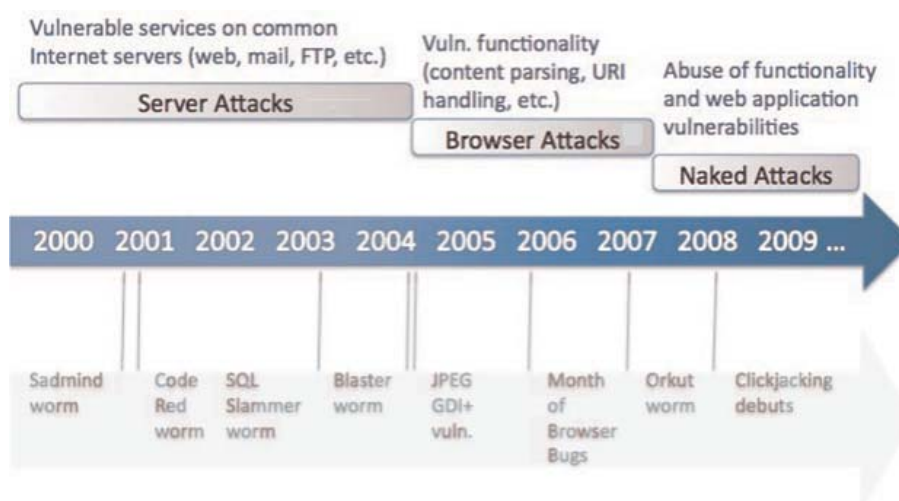 Vulnerable services on common
Internet servers (web, mail, FTP, etc.)
Server Attacks
Vuln. functionality
(content parsing, URI
handling, etc.)
Browser Attacks
Abuse of functionality
and web application
vulnerabilities
Naked Attacks
2000 2001 2002 2003 2004 2005 2006 2007 2008 2009 ...
Sadmind
worm
Code
Red
worm
SQL
Slammer
worm
Blaster
worm
JPEG
GDI+
vuln.
Month
of
Browser
Bugs
Orkut
worm
Clickjacking
debuts